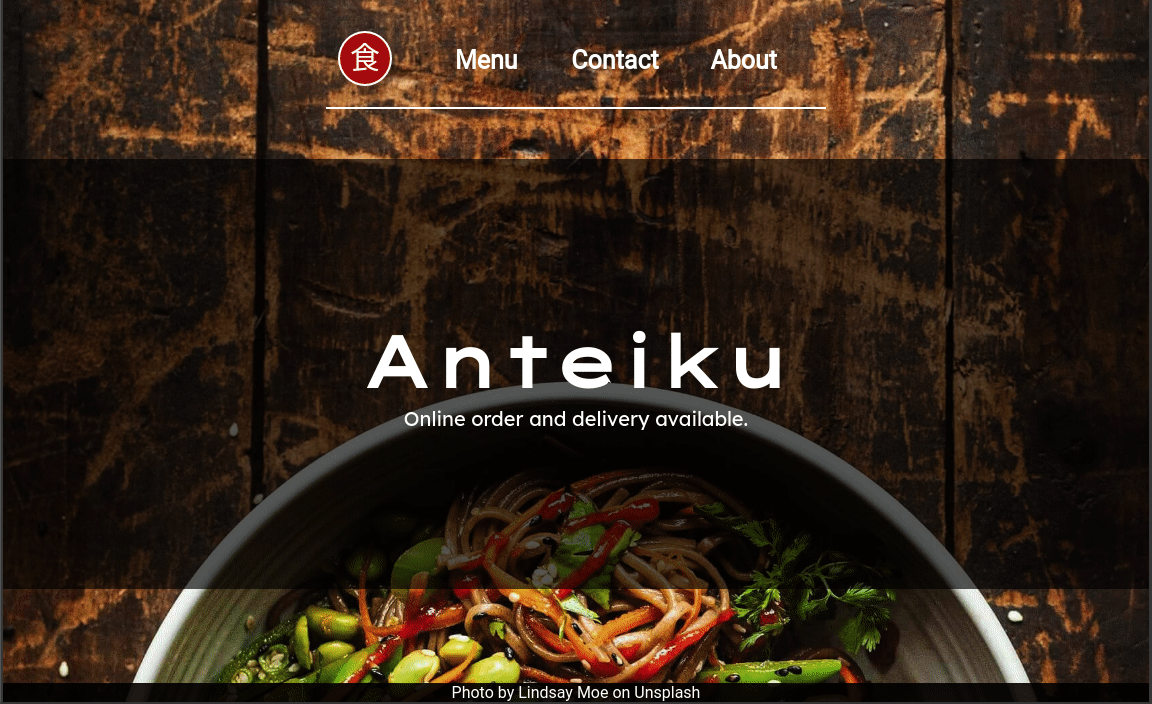 食
Menu Contact About
Anteiku
Online order and delivery available.
Photo by Lindsay Moe on Unsplash